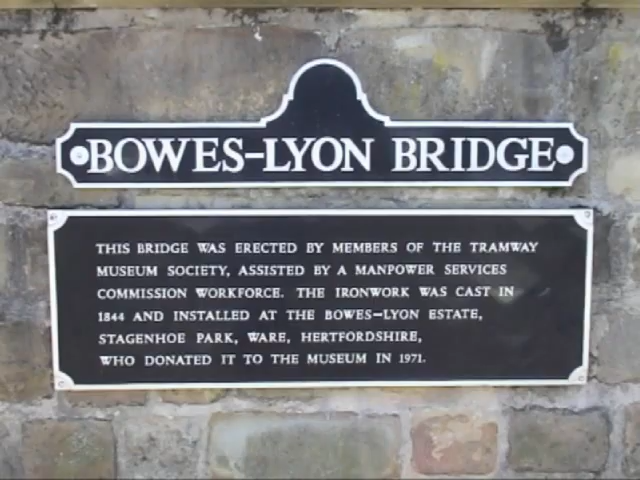 BOWES-LYON BRIDGE
THIS BRIDGE WAS ERECTED BY MEMBERS OF THE TRAMWAY
MUSEUM SOCIETY, ASSISTED BY A MANPOWER SERVICES
COMMISSION WORKFORCE. THE IRONWORK WAS CAST IN
1844 AND INSTALLED AT THE BOWES-LYON ESTATE,
STAGENHOE PARK, WARE, HERTFORDSHIRE,
WHO DONATED IT TO THE MUSEUM IN 1971.